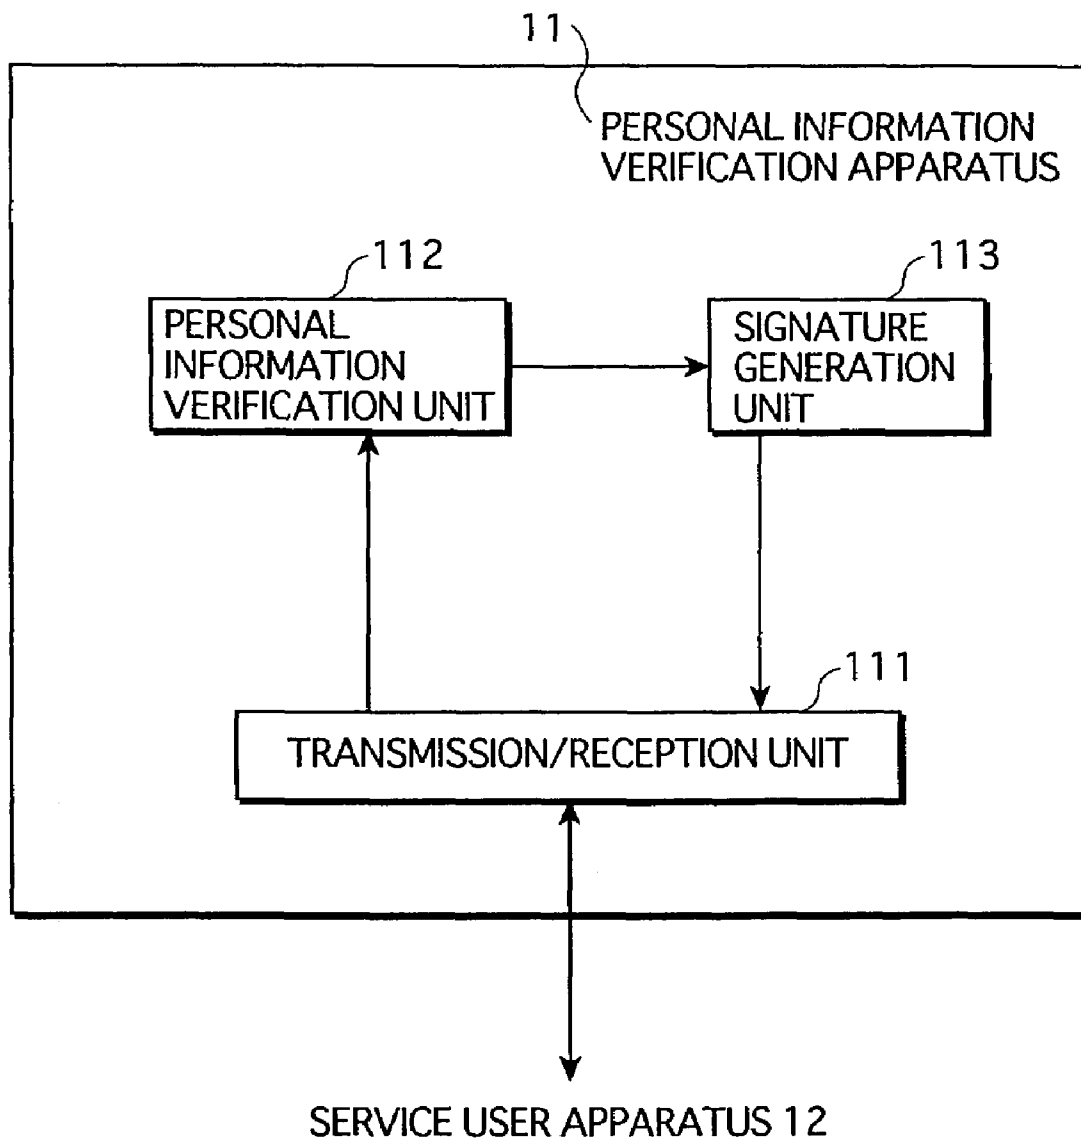 11
PERSONAL INFORMATION
VERIFICATION APPARATUS
112
113
PERSONAL
INFORMATION
VERIFICATION UNIT
SIGNATURE
GENERATION
UNIT
111
TRANSMISSION/RECEPTION UNIT
SERVICE USER APPARATUS 12